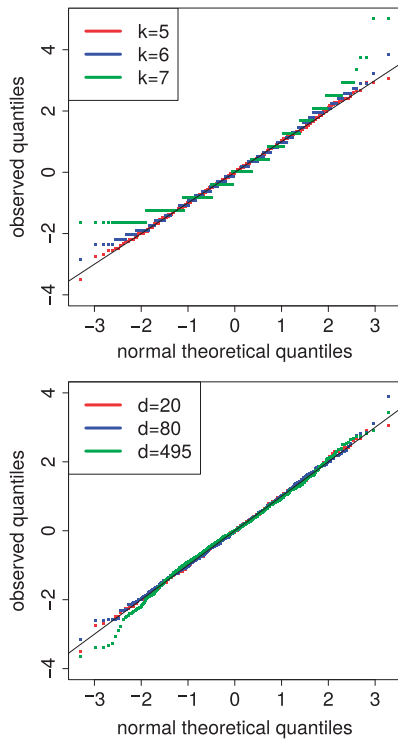 k=5
k=6
k=7
observed quantiles
4
2
0
−2
−4
−3 −2 −1 0 1 2 3
normal theoretical quantiles
d=20
d=80
d=495
observed quantiles
4
2
0
−2
−4
−3 −2 −1 0 1 2 3
normal theoretical quantiles